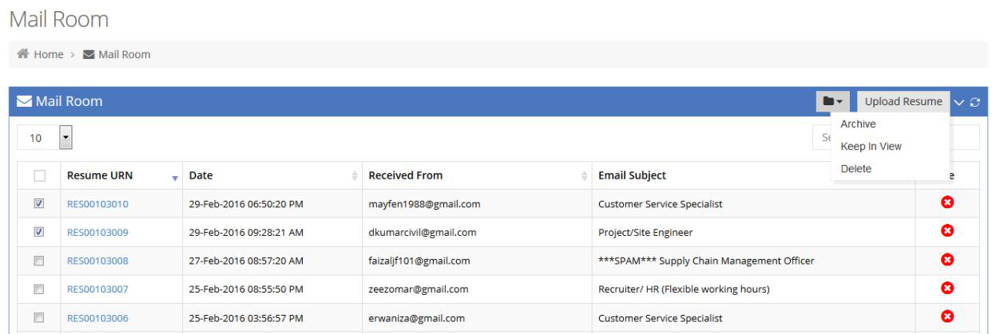 Mail Room
Home > Mail Room
Mail Room Upload Resume
Archive
Keep In View
Delete
10
Resume URN Date Received From Email Subject
RES00103010 29-Feb-2016 06:50:20 PM mayfen1988@gmail.com Customer Service Specialist
RES00103009 29-Feb-2016 09:28:21 AM dkumarcivil@gmail.com Project/Site Engineer
RES00103008 27-Feb-2016 08:57:20 AM faizaljf101@gmail.com ***SPAM*** Supply Chain Management Officer
RES00103007 25-Feb-2016 08:55:50 PM zeezomar@gmail.com Recruiter/ HR (Flexible working hours)
RES00103006 25-Feb-2016 03:56:57 PM erwaniza@gmail.com Customer Service Specialist